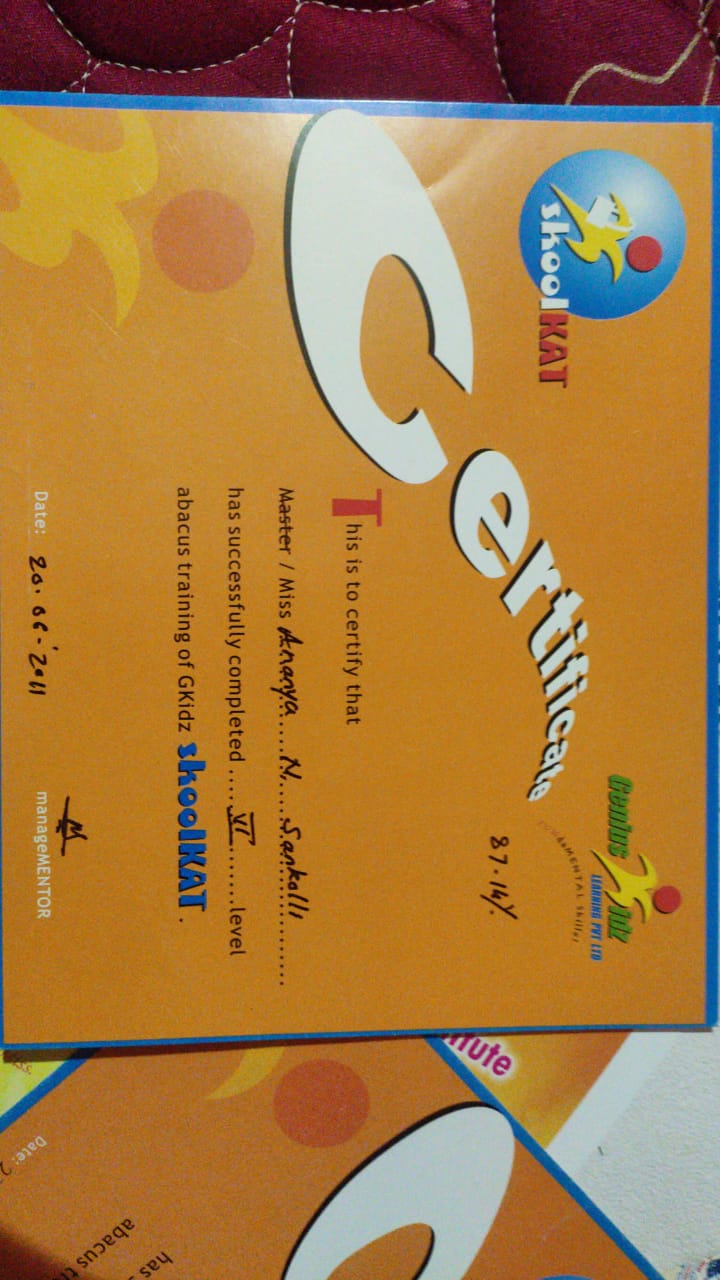 skoolKAT
Genius Kidz
LEARNING PVT LTD
FundaMENTAL Skills!
Certificate
87.14%
This is to certify that
Master / Miss Ananya N. Sankolli
has successfully completed ....VI.......level
abacus training of GKidz skoolKAT.
Date: 20.06.2011
manageMENTOR
itute
has
abacus t
Date: 2